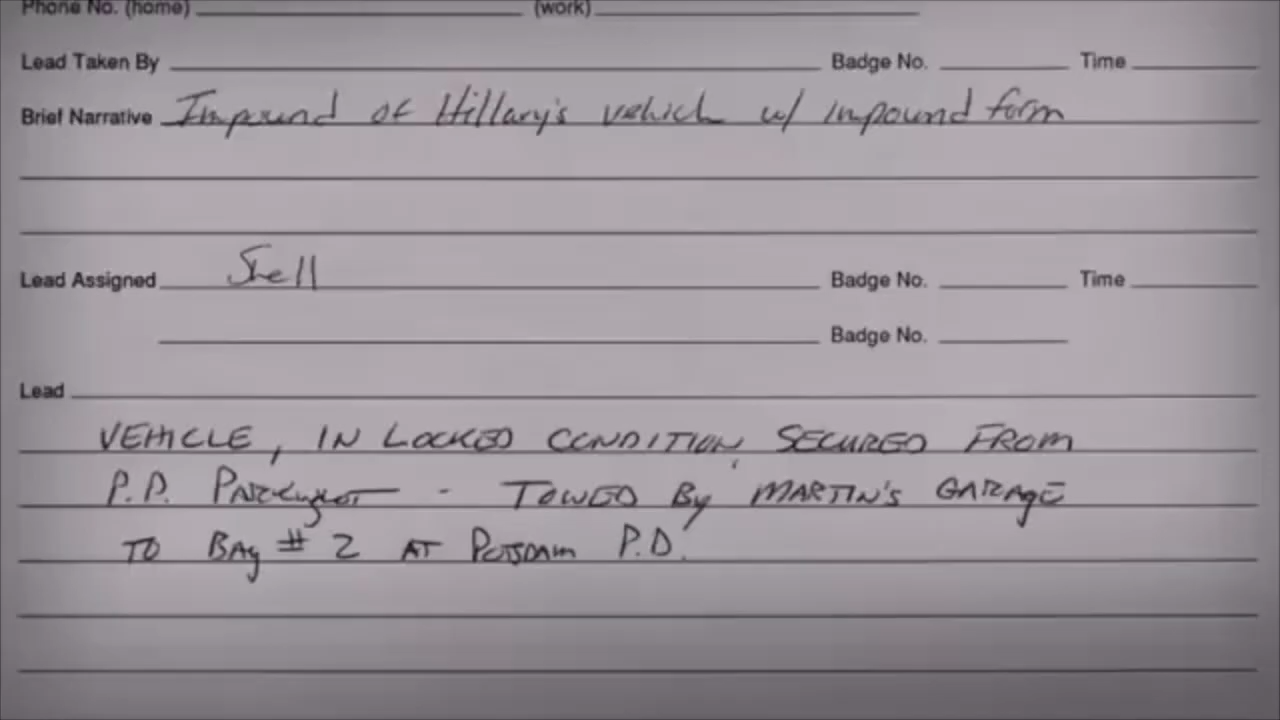 Phone No. (home) (work)
Lead Taken By Badge No. Time
Brief Narrative Impound of Hillary's vehicle w/ impound form
Lead Assigned Shell Badge No. Time
Badge No.
Lead
VEHICLE, IN LOCKED CONDITION, SECURED FROM
P.D. Parking lot - TOWED By MARTIN'S GARAGE
TO BAy # 2 AT POTSDAM P.D.